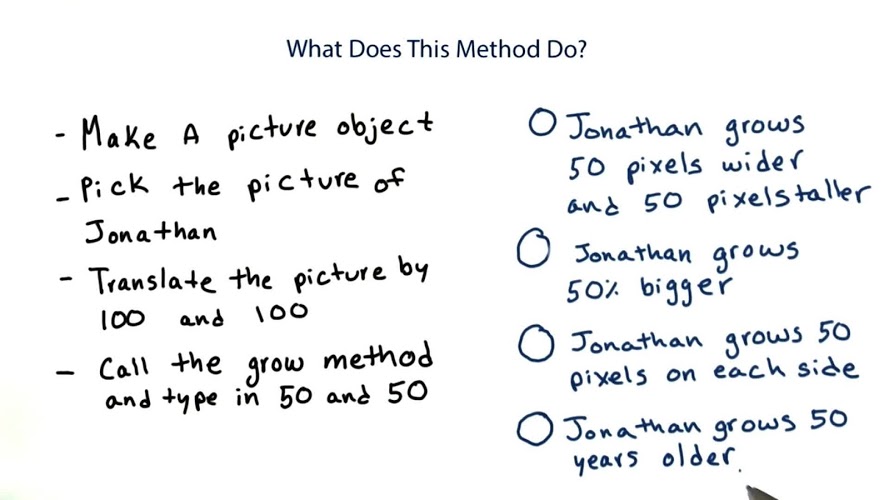 What Does This Method Do?
- Make A picture object
- Pick the picture of
Jonathan
- Translate the picture by
100 and 100
- Call the grow method
and type in 50 and 50
Jonathan grows
50 pixels wider
and 50 pixels taller
Jonathan grows
50% bigger
Jonathan grows 50
pixels on each side
Jonathan grows 50
years older.